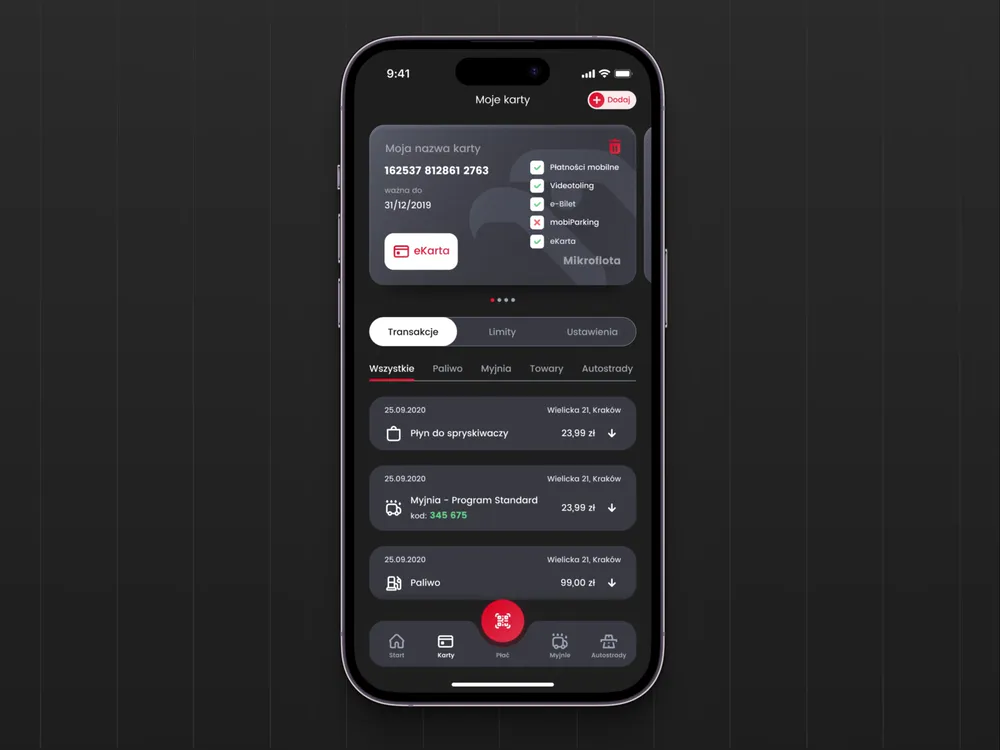 9:41
Moje karty
Dodaj
Moja nazwa karty
162537 812861 2763
ważna do
31/12/2019
eKarta
Płatności mobilne
Videotoling
e-Bilet
mobiParking
eKarta
Mikroflota
Transakcje Limity Ustawienia
Wszystkie Paliwo Myjnia Towary Autostrady
25.09.2020 Wielicka 21, Kraków
Płyn do spryskiwaczy 23,99 zł
25.09.2020 Wielicka 21, Kraków
Myjnia - Program Standard 23,99 zł
kod: 345 675
25.09.2020 Wielicka 21, Kraków
Paliwo 99,00 zł
Start Karty Płać Myjnie Autostrady